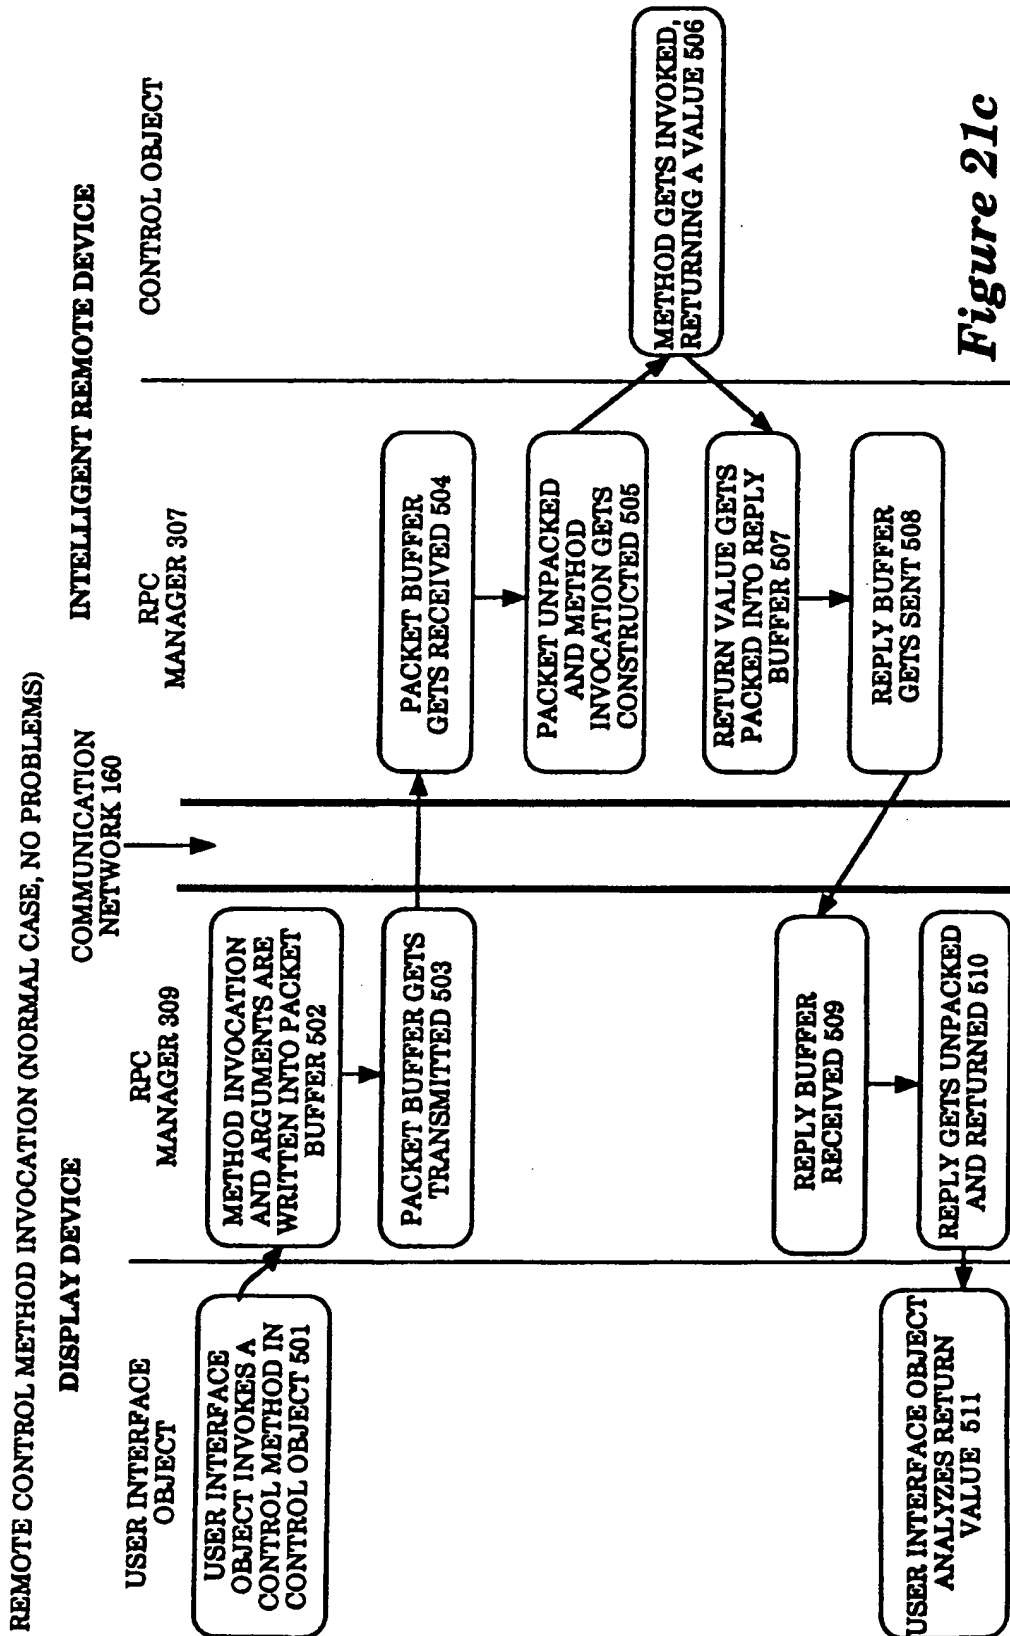 REMOTE CONTROL METHOD INVOCATION (NORMAL CASE, NO PROBLEMS)
DISPLAY DEVICE
INTELLIGENT REMOTE DEVICE
COMMUNICATION
NETWORK 160
USER INTERFACE
OBJECT
RPC
MANAGER 309
RPC
MANAGER 307
CONTROL OBJECT
USER INTERFACE
OBJECT INVOKES A
CONTROL METHOD IN
CONTROL OBJECT 501
METHOD INVOCATION
AND ARGUMENTS ARE
WRITTEN INTO PACKET
BUFFER 502
PACKET BUFFER GETS
TRANSMITTED 503
PACKET BUFFER
GETS RECEIVED 504
PACKET UNPACKED
AND METHOD
INVOCATION GETS
CONSTRUCTED 505
METHOD GETS INVOKED,
RETURNING A VALUE 506
RETURN VALUE GETS
PACKED INTO REPLY
BUFFER 507
REPLY BUFFER
GETS SENT 508
REPLY BUFFER
RECEIVED 509
REPLY GETS UNPACKED
AND RETURNED 510
USER INTERFACE OBJECT
ANALYZES RETURN
VALUE 511
Figure 21c